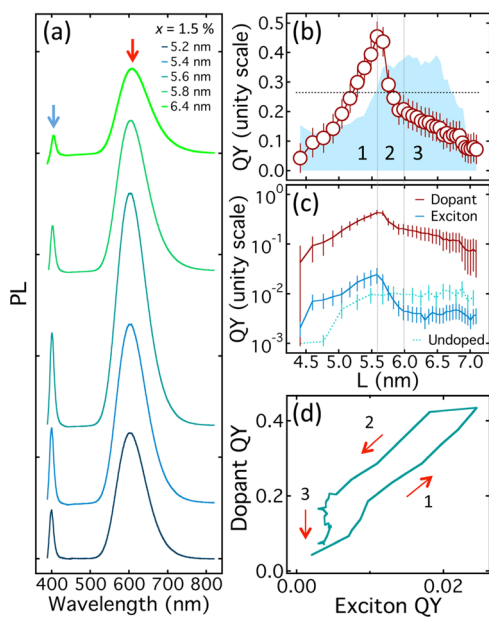 (a)
x = 1.5 %
5.2 nm
5.4 nm
5.6 nm
5.8 nm
6.4 nm
PL
400 500 600 700 800
Wavelength (nm)
(b)
QY (unity scale)
0.5
0.4
0.3
0.2
0.1
0.0
1 2 3
(c)
QY (unity scale)
10⁰
10⁻¹
10⁻²
10⁻³
Dopant
Exciton
Undoped
4.5 5.0 5.5 6.0 6.5 7.0
L (nm)
(d)
Dopant QY
0.4
0.2
0.0
2
1
3
0.00 0.02
Exciton QY